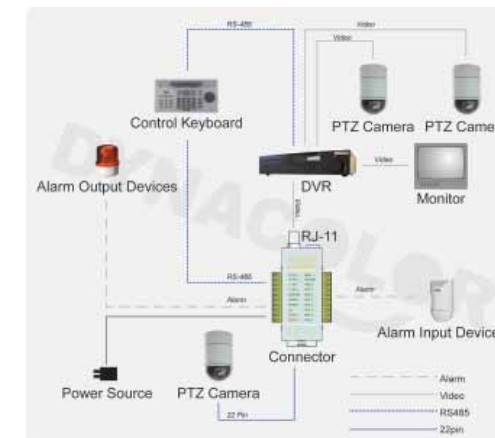 RS-485
Video
Video
Control Keyboard
PTZ Camera PTZ Came
Alarm Output Devices
DVR
Video
Monitor
RJ-11
RS-485
Alarm
Alarm
Alarm Input Device
Connector
Power Source
PTZ Camera
22 Pin
Alarm
Video
RS485
22pin
DYNACOLOR